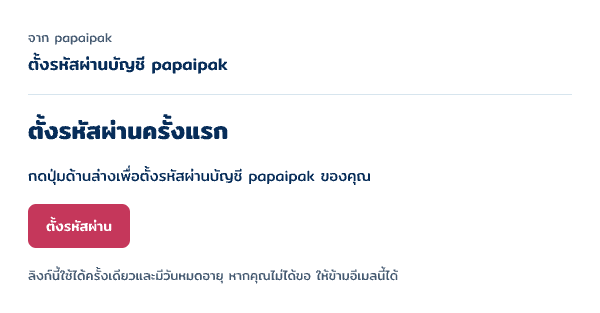 จาก papaipak
ตั้งรหัสผ่านบัญชี papaipak
ตั้งรหัสผ่านครั้งแรก
กดปุ่มด้านล่างเพื่อตั้งรหัสผ่านบัญชี papaipak ของคุณ
ตั้งรหัสผ่าน
ลิงก์นี้ใช้ได้ครั้งเดียวและมีวันหมดอายุ หากคุณไม่ได้ขอ ให้ข้ามอีเมลนี้ได้